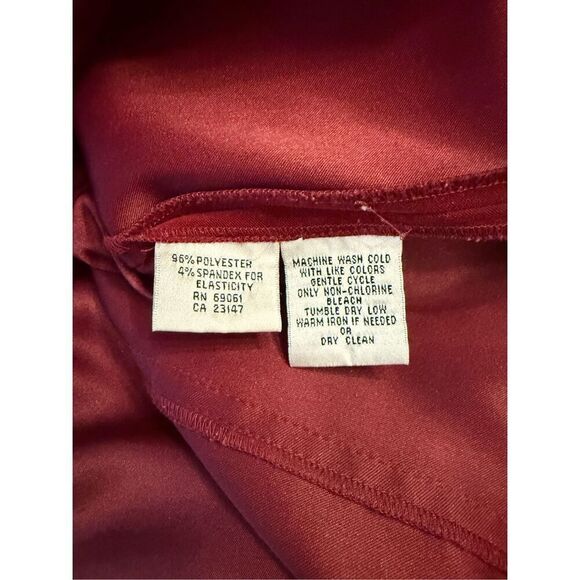 96% POLYESTER
4% SPANDEX FOR
ELASTICITY
RN 69061
CA 23147
MACHINE WASH COLD
WITH LIKE COLORS
GENTLE CYCLE
ONLY NON-CHLORINE
BLEACH
TUMBLE DRY LOW
WARM IRON IF NEEDED
OR
DRY CLEAN